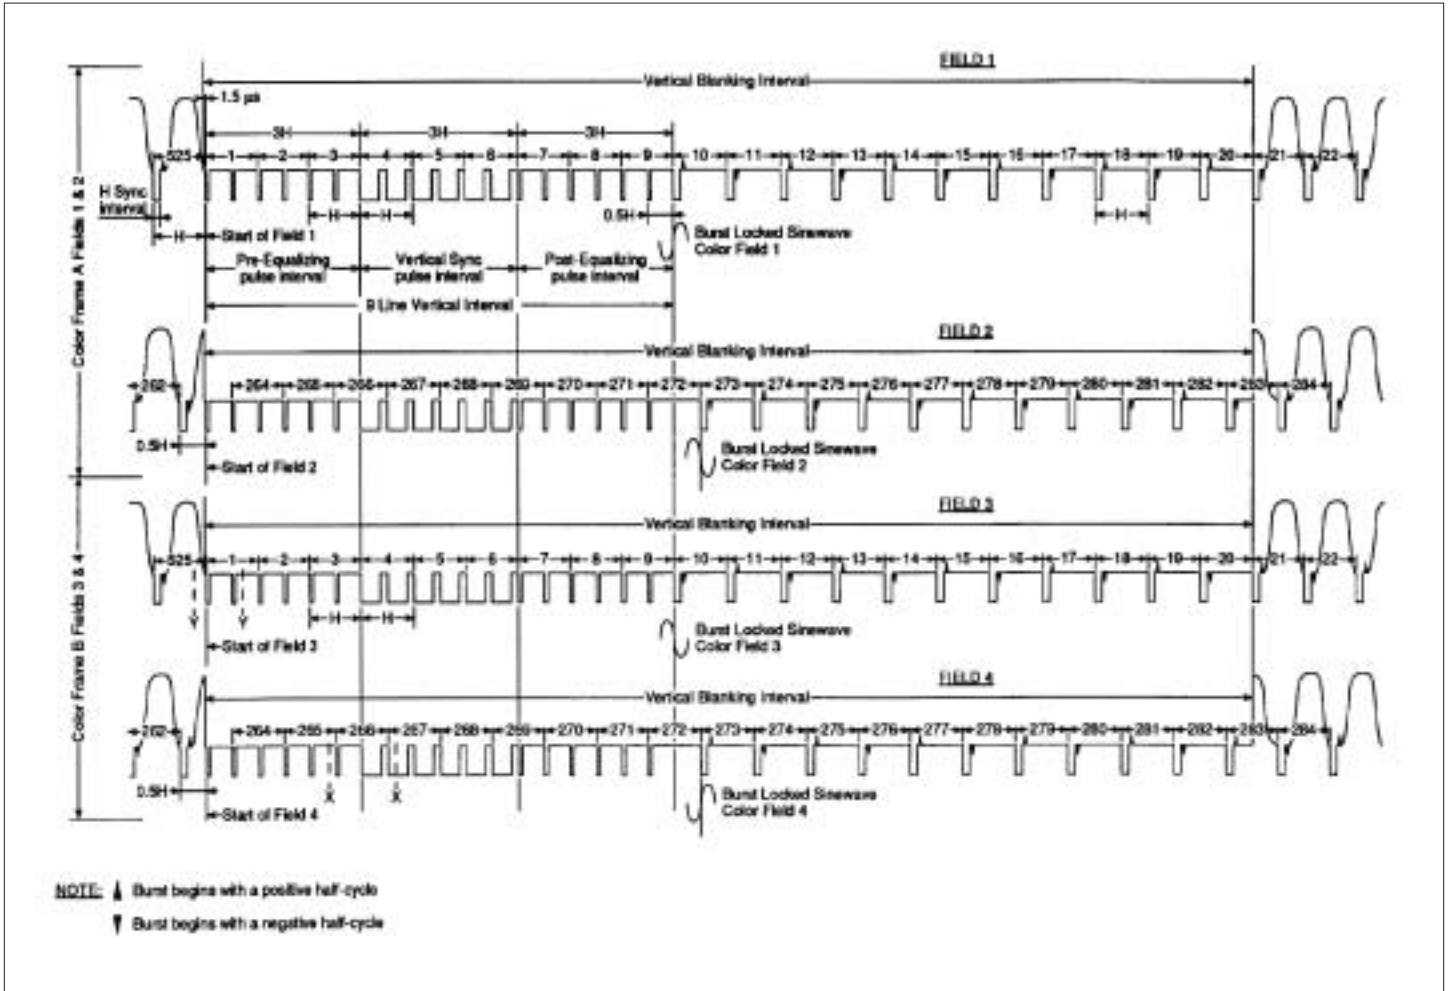 FIELD 1
Vertical Blanking Interval
1.5 µs
3H 3H 3H
525 1 2 3 4 5 6 7 8 9 10 11 12 13 14 15 16 17 18 19 20 21 22
H Sync
Interval
H H 0.5H H
H Start of Field 1
Burst Locked Sinewave
Color Field 1
Pre-Equalizing
pulse interval
Vertical Sync
pulse interval
Post-Equalizing
pulse interval
9 Line Vertical Interval
Color Frame A Fields 1 & 2
FIELD 2
Vertical Blanking Interval
262 264 265 266 267 268 269 270 271 272 273 274 275 276 277 278 279 280 281 282 283 284
0.5H
Start of Field 2
Burst Locked Sinewave
Color Field 2
FIELD 3
Vertical Blanking Interval
525 1 2 3 4 5 6 7 8 9 10 11 12 13 14 15 16 17 18 19 20 21 22
Y Y H H
Start of Field 3
Burst Locked Sinewave
Color Field 3
Color Frame B Fields 3 & 4
FIELD 4
Vertical Blanking Interval
262 264 265 266 267 268 269 270 271 272 273 274 275 276 277 278 279 280 281 282 283 284
0.5H X X
Start of Field 4
Burst Locked Sinewave
Color Field 4
NOTE: Burst begins with a positive half-cycle
Burst begins with a negative half-cycle